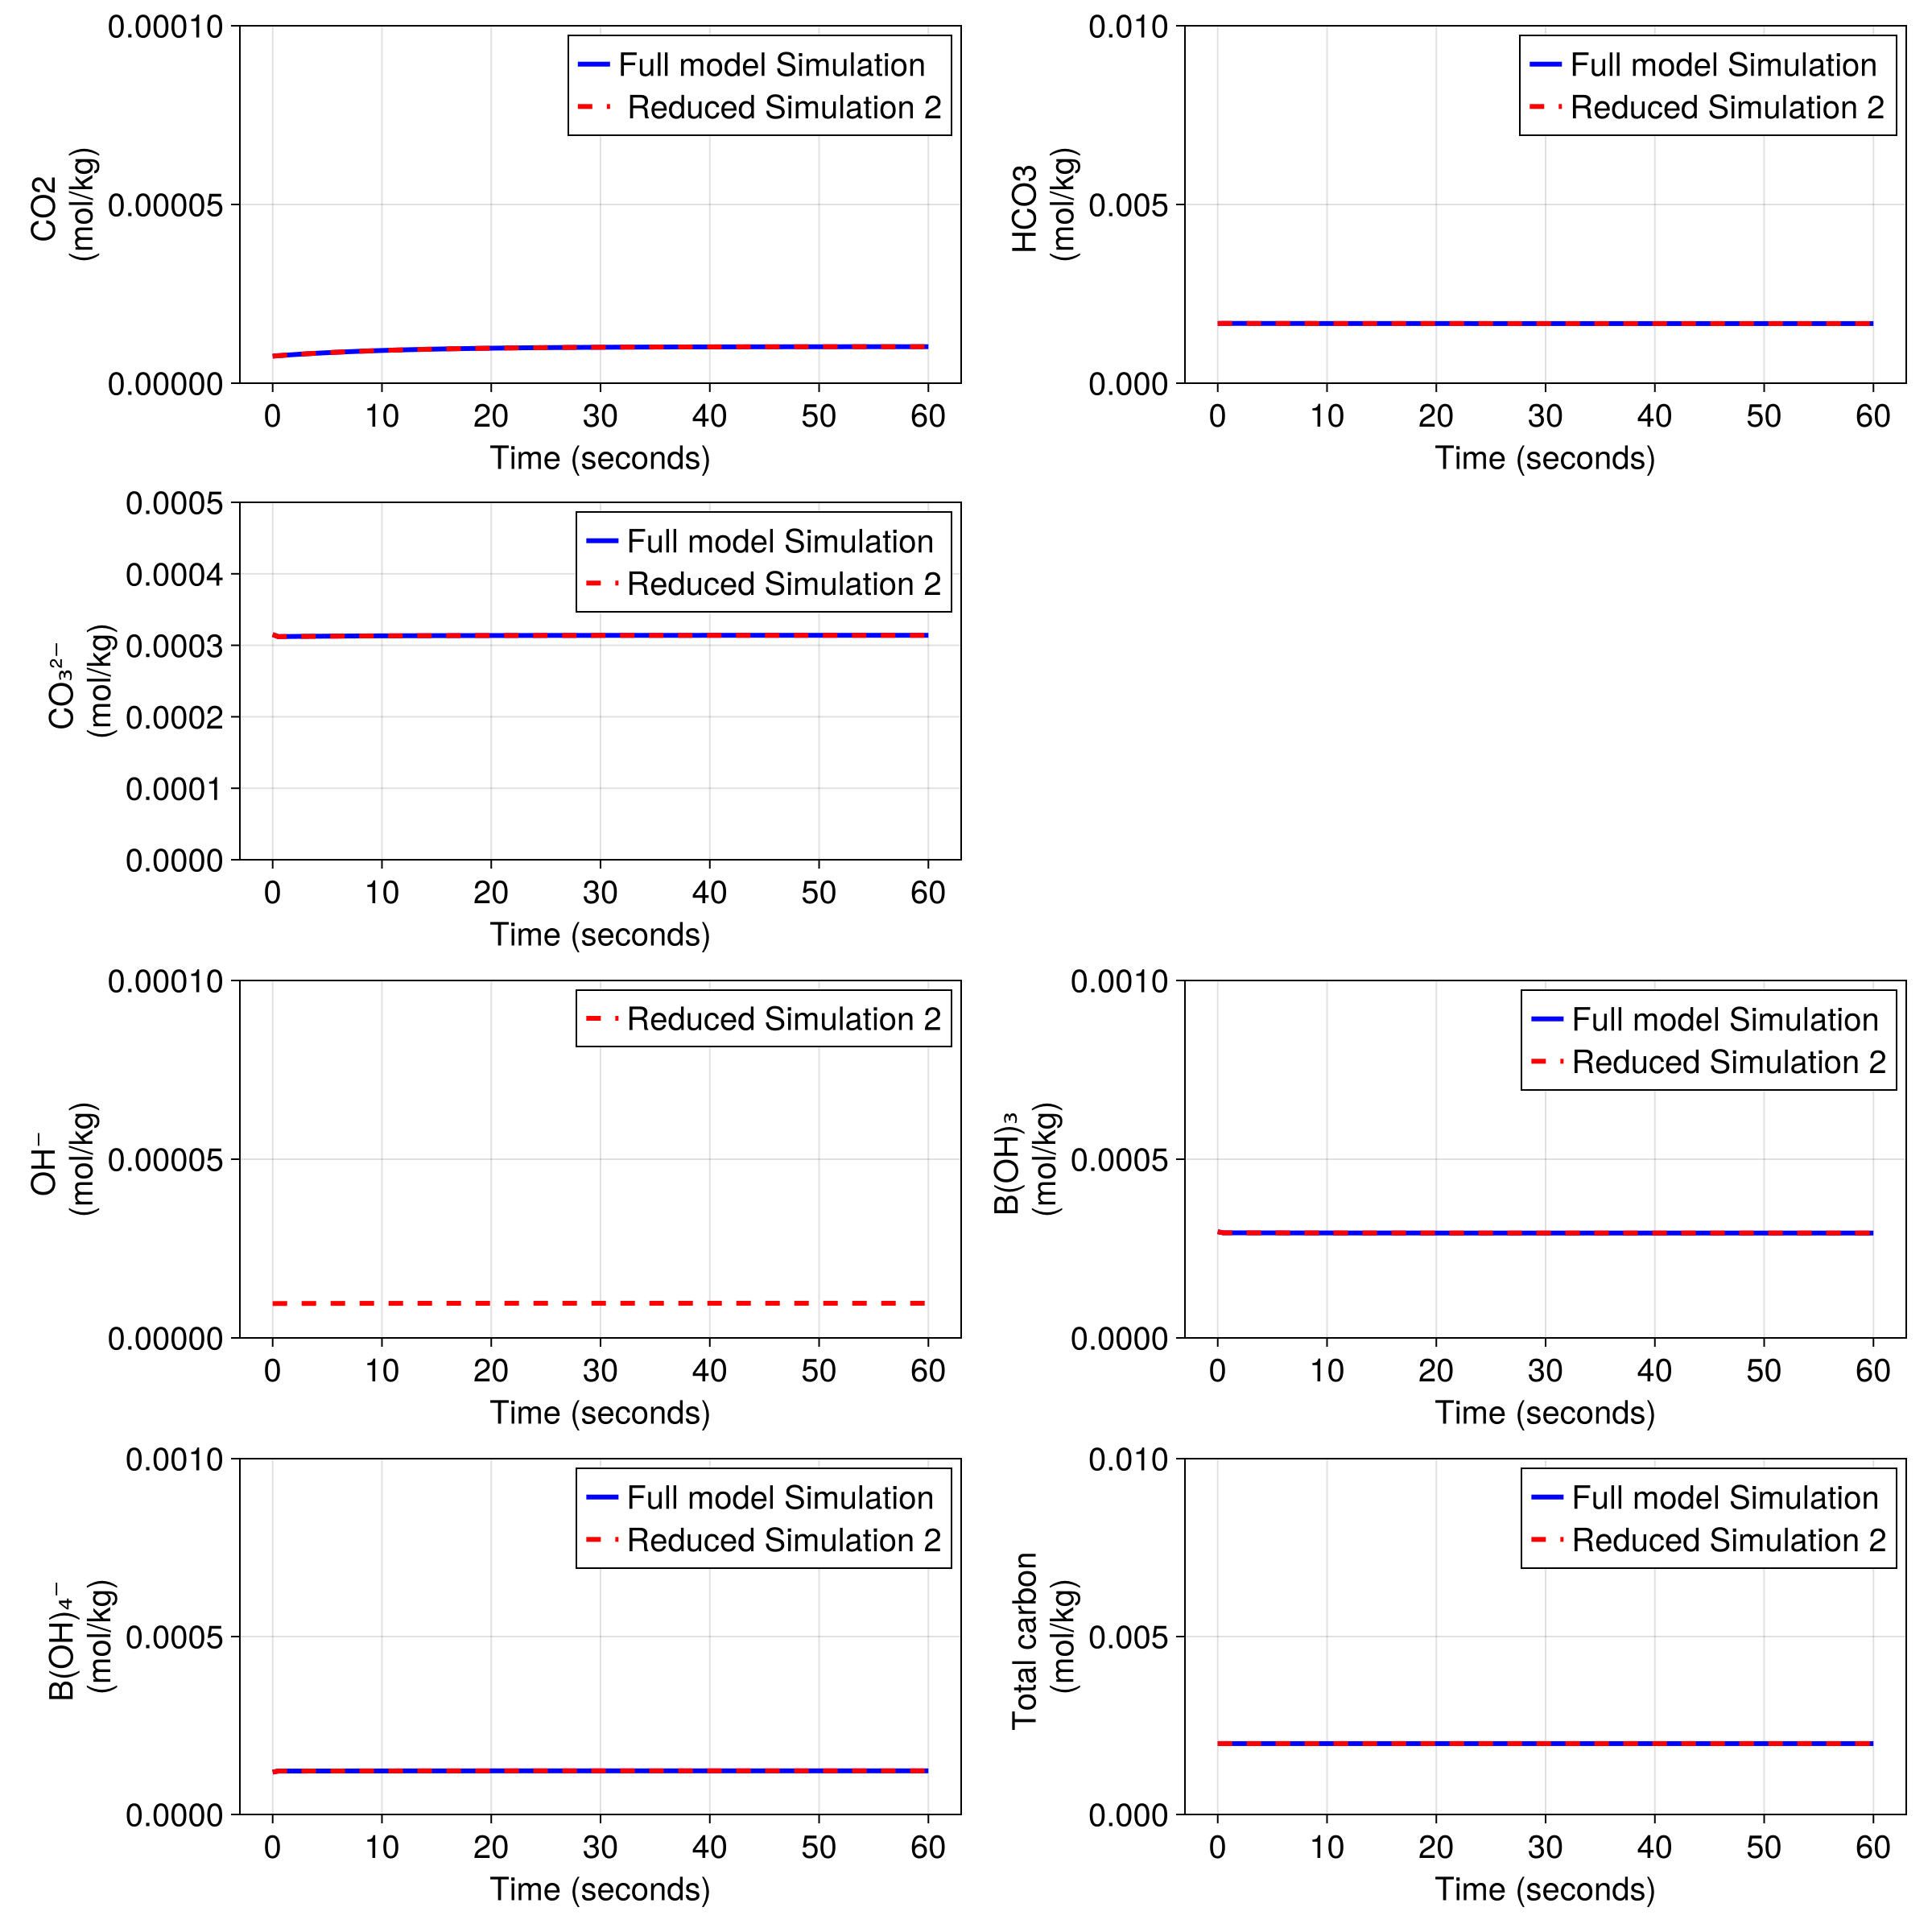 CO2
(mol/kg)
0.00010
0.00005
0.00000
Full model Simulation
Reduced Simulation 2
0 10 20 30 40 50 60
Time (seconds)
HCO3
(mol/kg)
0.010
0.005
0.000
Full model Simulation
Reduced Simulation 2
0 10 20 30 40 50 60
Time (seconds)
CO₃²⁻
(mol/kg)
0.0005
0.0004
0.0003
0.0002
0.0001
0.0000
Full model Simulation
Reduced Simulation 2
0 10 20 30 40 50 60
Time (seconds)
OH⁻
(mol/kg)
0.00010
0.00005
0.00000
Reduced Simulation 2
0 10 20 30 40 50 60
Time (seconds)
B(OH)₃
(mol/kg)
0.0010
0.0005
0.0000
Full model Simulation
Reduced Simulation 2
0 10 20 30 40 50 60
Time (seconds)
B(OH)₄⁻
(mol/kg)
0.0010
0.0005
0.0000
Full model Simulation
Reduced Simulation 2
0 10 20 30 40 50 60
Time (seconds)
Total carbon
(mol/kg)
0.010
0.005
0.000
Full model Simulation
Reduced Simulation 2
0 10 20 30 40 50 60
Time (seconds)